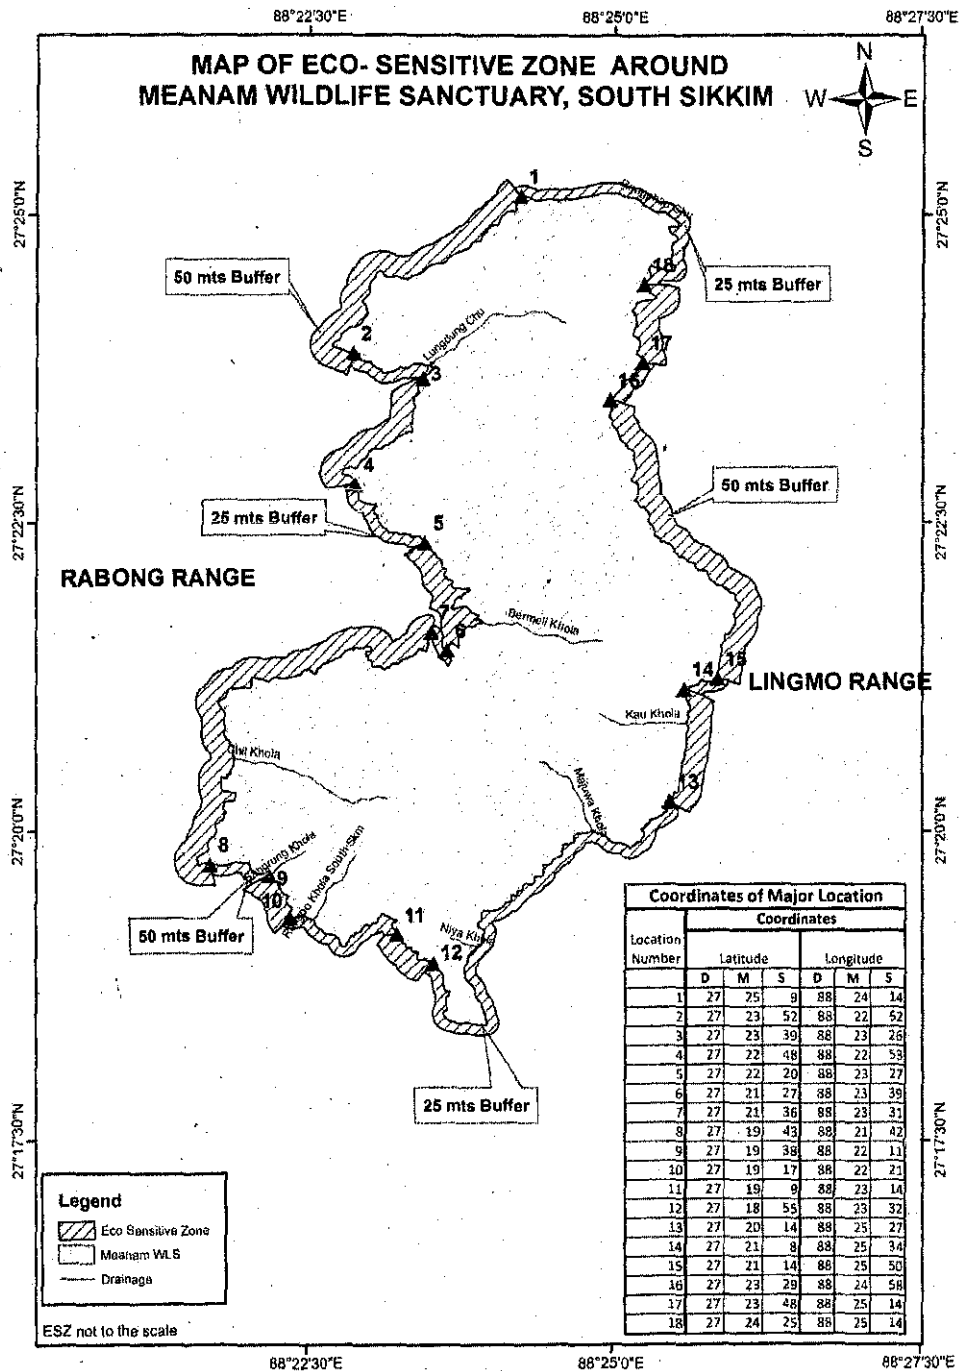 88°22'30"E 88°25'0"E 88°27'30"E
MAP OF ECO- SENSITIVE ZONE AROUND
MEANAM WILDLIFE SANCTUARY, SOUTH SIKKIM
N
W E
S
27°25'0"N
27°25'0"N
1
18
50 mts Buffer
25 mts Buffer
2
Lungdung Chu
17
3
16
4
50 mts Buffer
25 mts Buffer
5
27°22'30"N
27°22'30"N
RABONG RANGE
7
Bermeli Khola
6
14 15
LINGMO RANGE
Kau Khola
Khola
Majuwa Khola
13
27°20'0"N
27°20'0"N
8
Khola
9
10
Khola South Skm
11
50 mts Buffer
Niya
12
25 mts Buffer
27°17'30"N
27°17'30"N
Coordinates of Major Location
Location Number Coordinates
Latitude Longitude
D M S D M S
1 27 25 9 88 24 14
2 27 23 52 88 22 52
3 27 23 39 88 23 26
4 27 22 48 88 22 53
5 27 22 20 88 23 27
6 27 21 27 88 23 39
7 27 21 36 88 23 31
8 27 19 43 88 21 42
9 27 19 38 88 22 11
10 27 19 17 88 22 21
11 27 19 9 88 23 14
12 27 18 55 88 23 32
13 27 20 14 88 25 27
14 27 21 8 88 25 34
15 27 21 14 88 25 50
16 27 23 29 88 24 58
17 27 23 48 88 25 14
18 27 24 25 88 25 14
Legend
Eco Sensitive Zone
Meanam WLS
Drainage
ESZ not to the scale
88°22'30"E 88°25'0"E 88°27'30"E